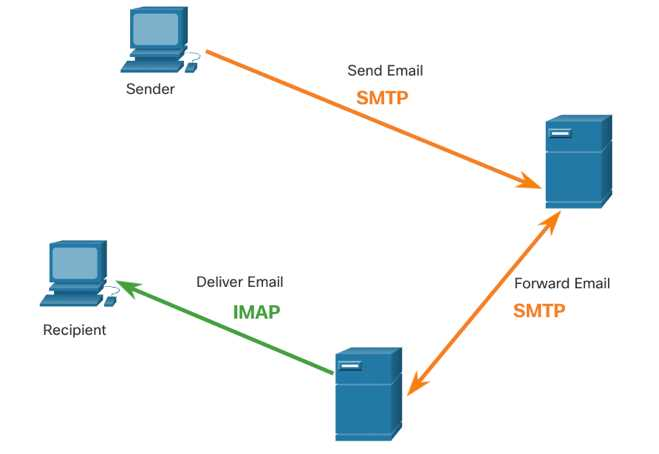 Sender
Send Email
SMTP
Deliver Email
IMAP
Forward Email
SMTP
Recipient